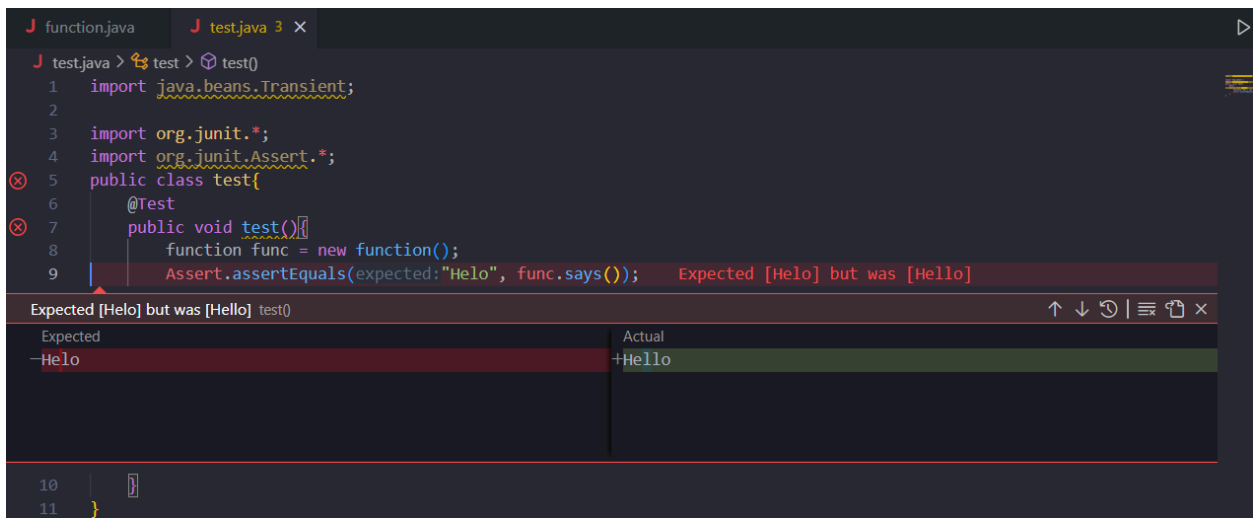 function.java test.java 3
test.java > test > test()
1 import java.beans.Transient;
2
3 import org.junit.*;
4 import org.junit.Assert.*;
5 public class test{
6 @Test
7 public void test(){
8 function func = new function();
9 Assert.assertEquals(expected:"Helo", func.says()); Expected [Helo] but was [Hello]
Expected [Helo] but was [Hello] test()
Expected Actual
−Helo +Hello
10 }
11 }